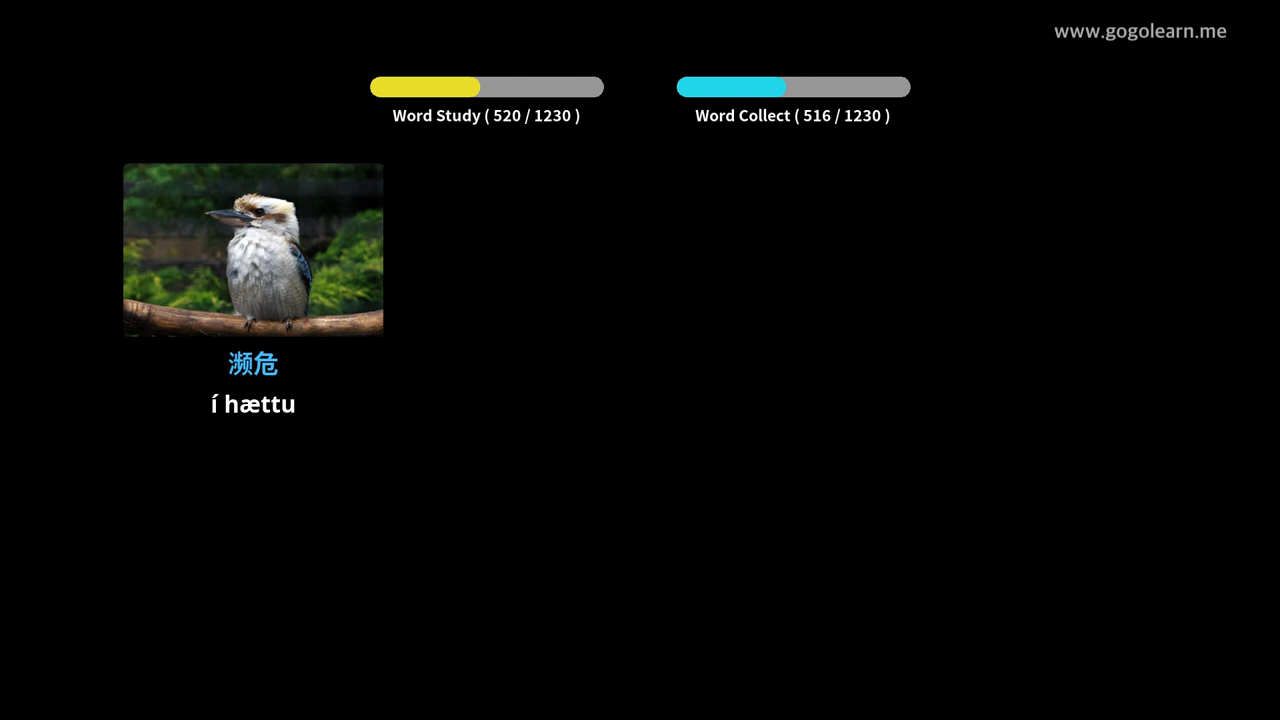 www.gogolearn.me
Word Study ( 520 / 1230 )
Word Collect ( 516 / 1230 )
濒危
í hættu